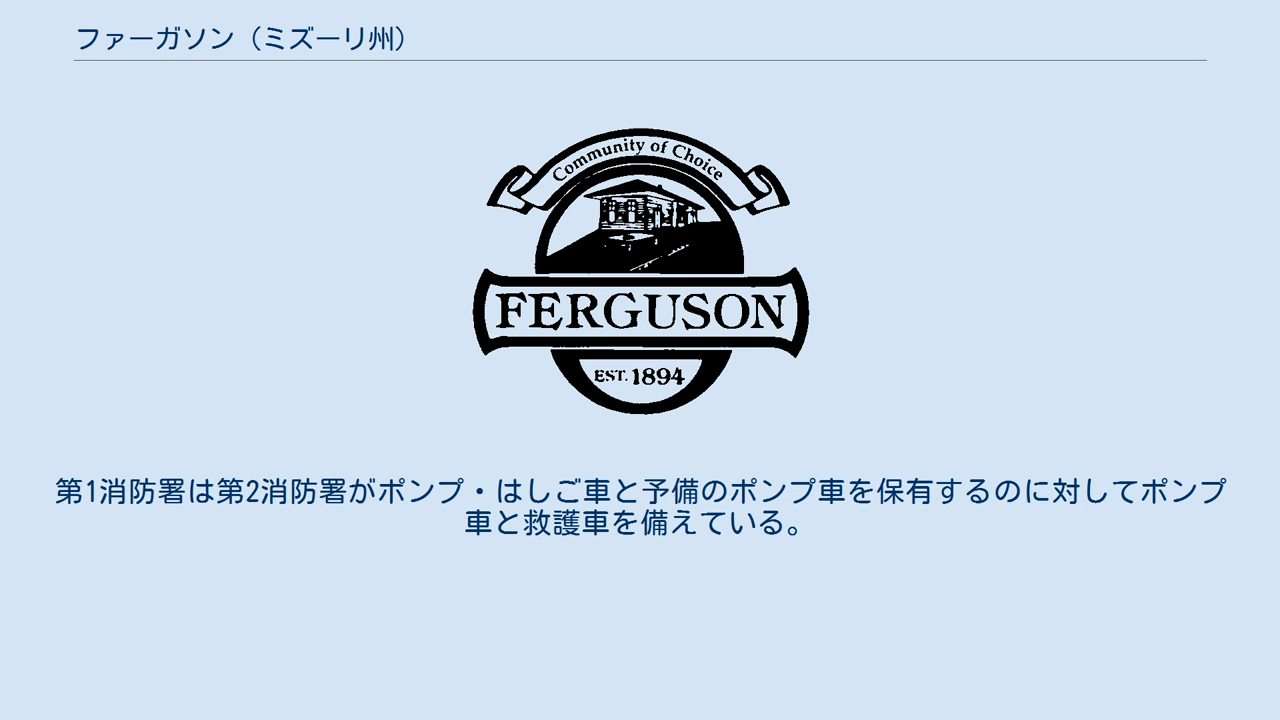 ファーガソン（ミズーリ州）
Community of Choice
FERGUSON
EST. 1894
第1消防署は第2消防署がポンプ・はしご車と予備のポンプ車を保有するのに対してポンプ
車と救護車を備えている。